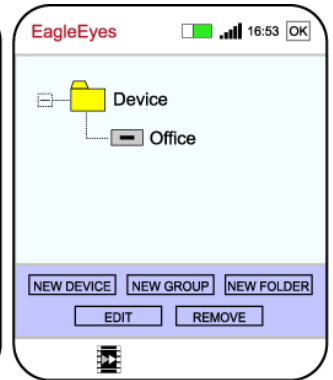 EagleEyes 16:53 OK
Device
Office
NEW DEVICE NEW GROUP NEW FOLDER
EDIT REMOVE